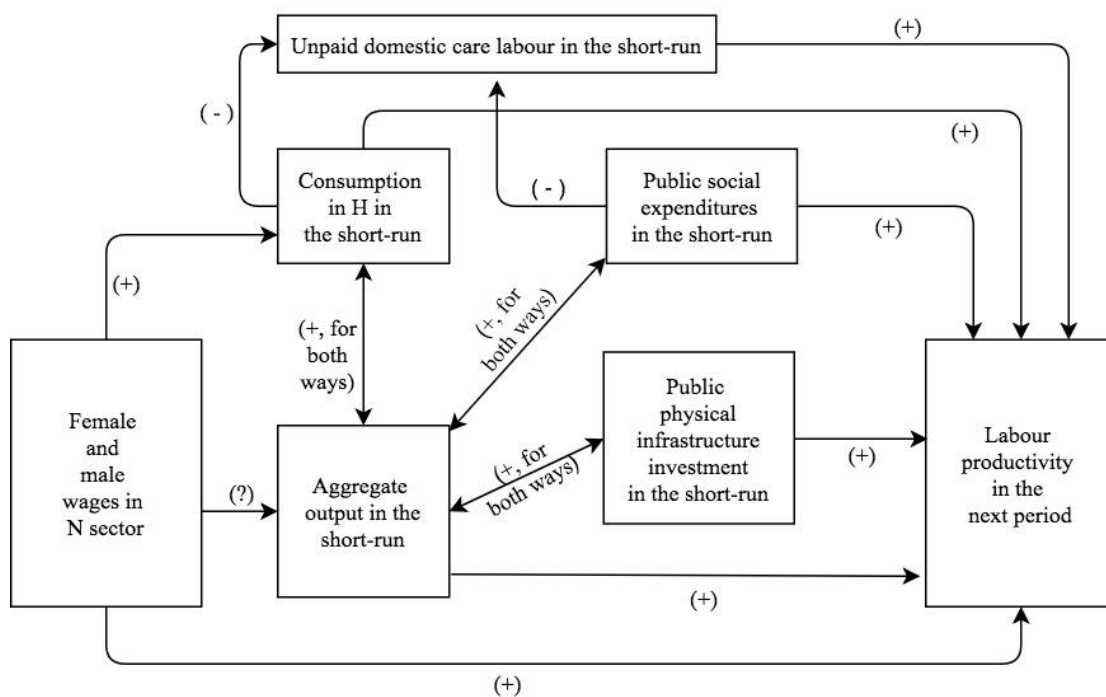 Unpaid domestic care labour in the short-run
(+)
( - )
(+)
Consumption
in H in
the short-run
( - )
Public social
expenditures
in the short-run
(+)
(+)
(+, for
both
ways)
(+, for
both ways)
Female
and
male
wages in
N sector
(?)
Aggregate
output in the
short-run
(+, for
both ways)
Public
physical
infrastructure
investment
in the short-run
(+)
Labour
productivity
in the
next period
(+)
(+)